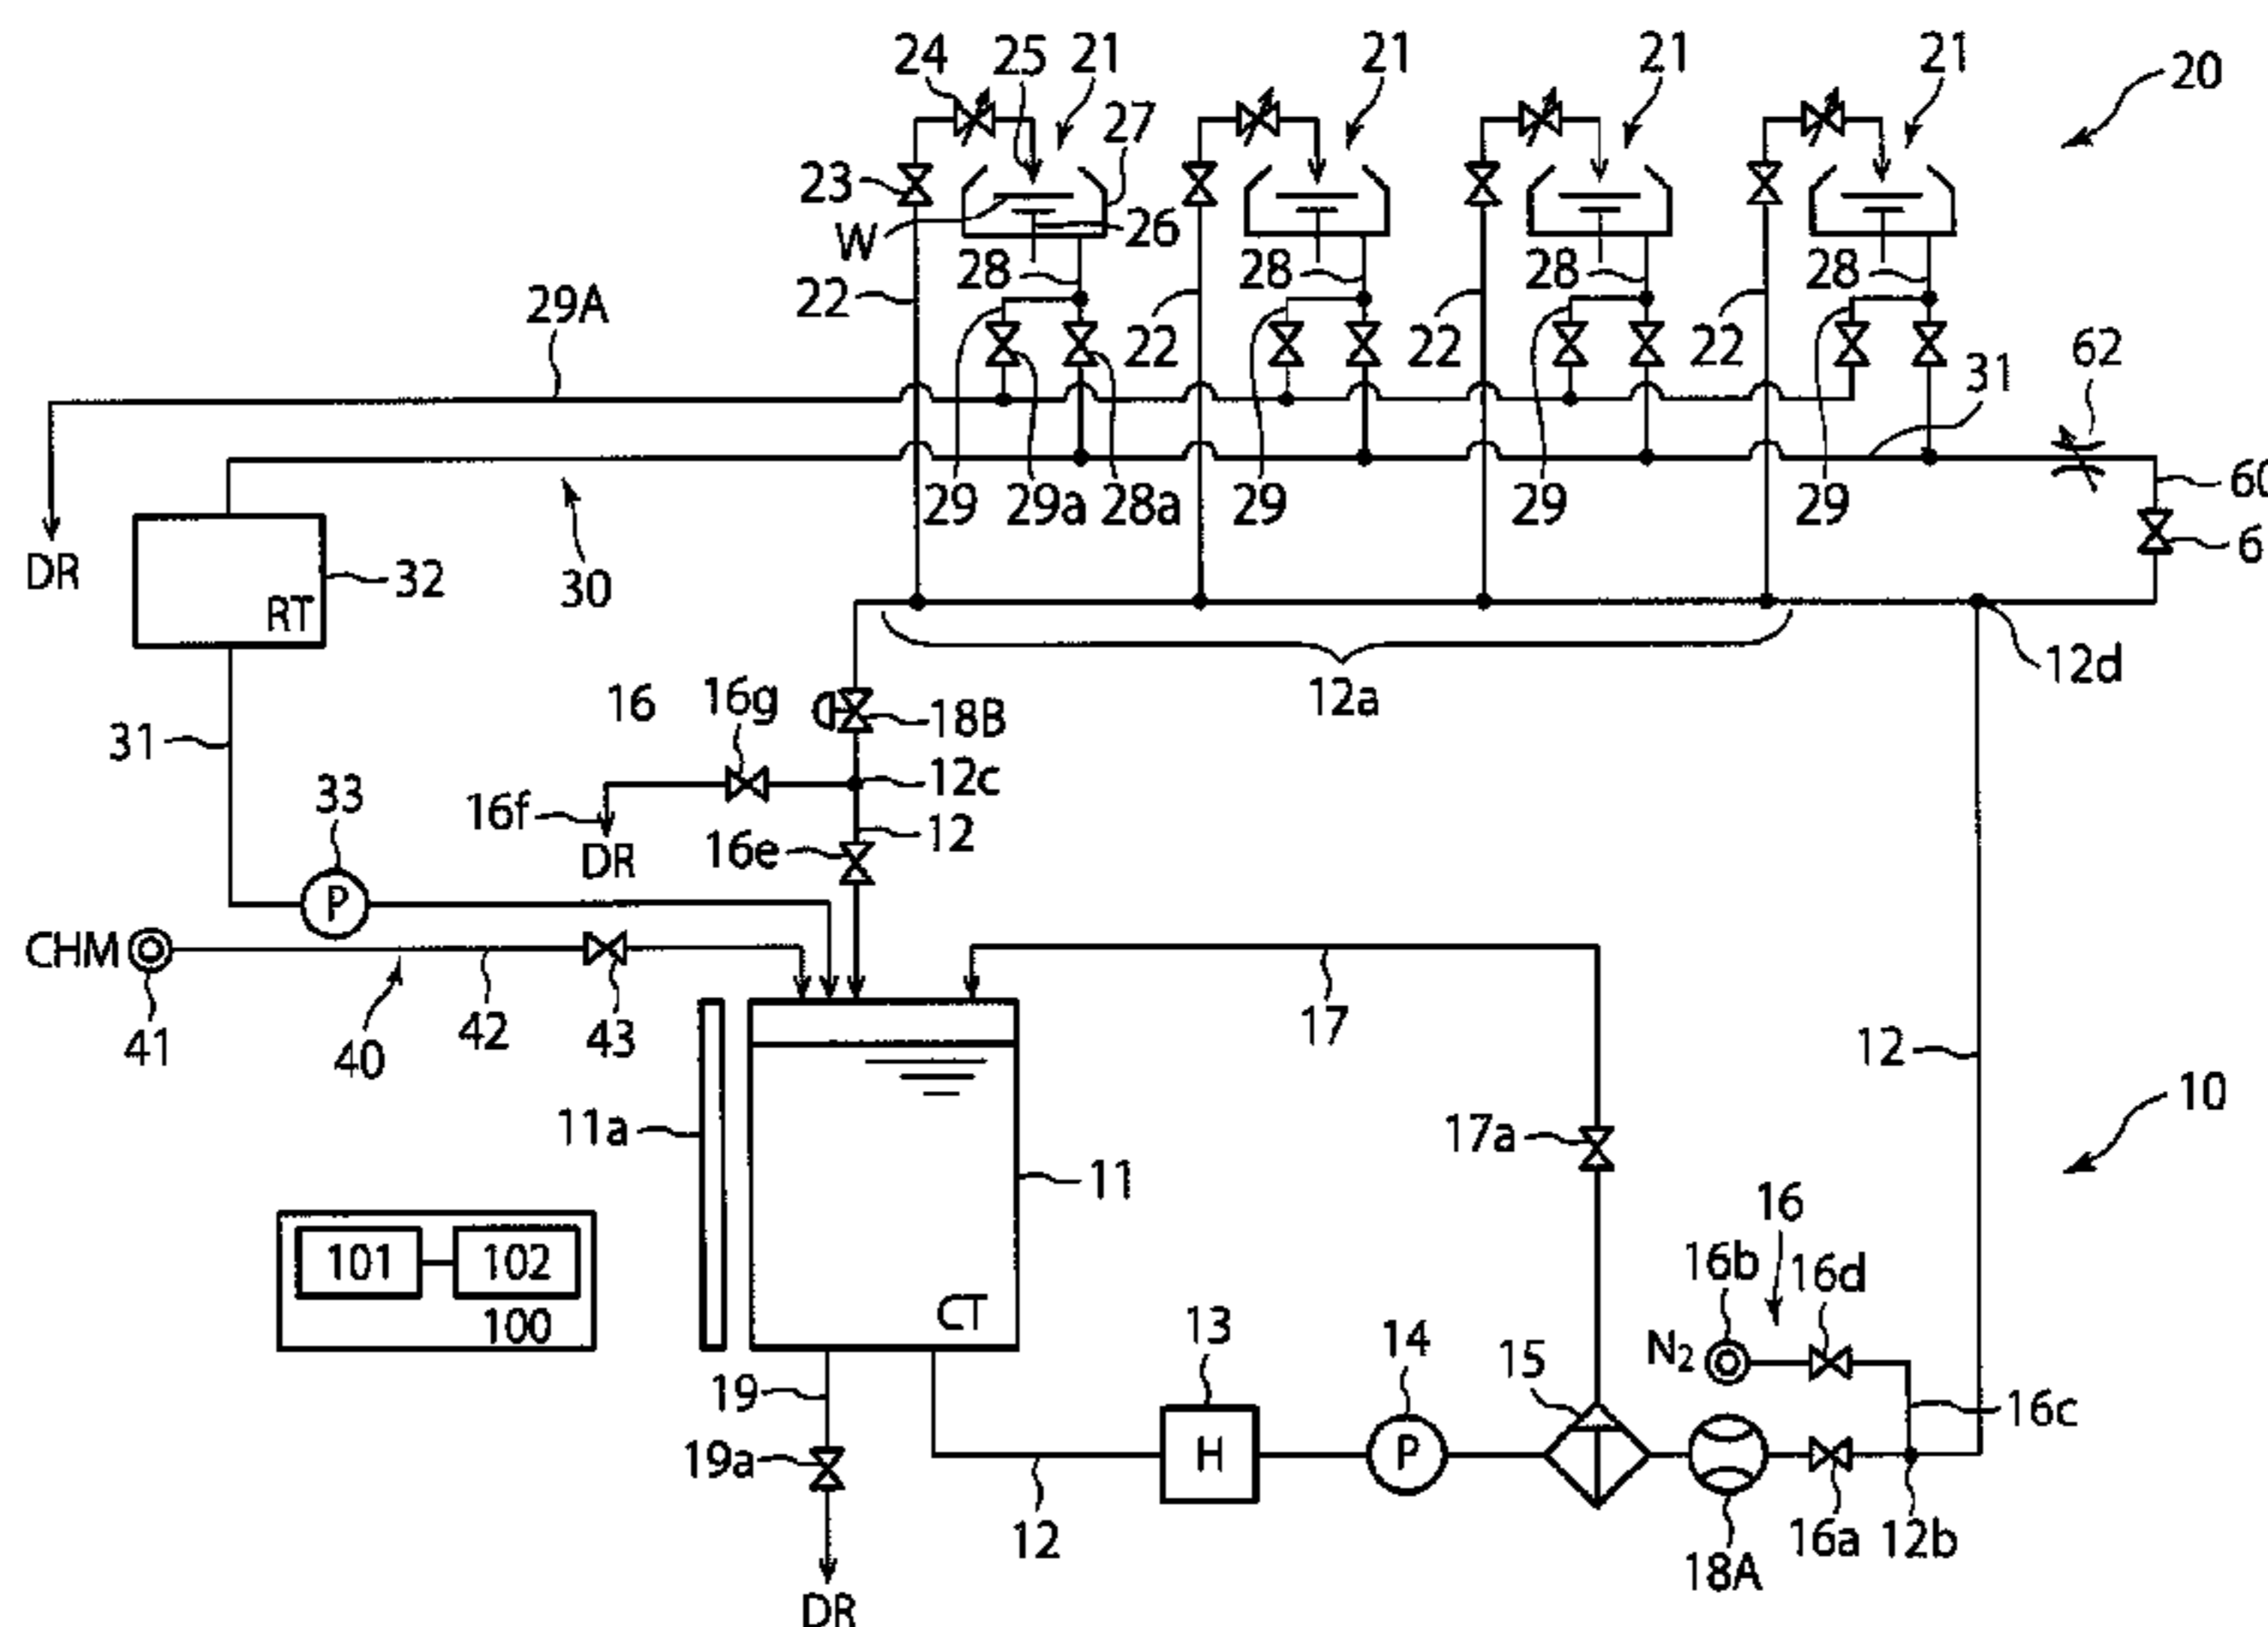 24 25 21 21 21 21 20
27
23
W 26
28 28 28 28
22 22 22 22
29A
62
31
29 29a 28a 29 29 29
60
6
DR
32
30
RT
12d
12a
16 16g
18B
31
12c
33
16f
12
16e
DR
P
CHM
41 40 42 43
17
12
10
11a
17a
11
16
101 102
16b 16d
100
CT
13 14 15
N2
19
16c
H P
19a
12
16a 12b
18A
DR